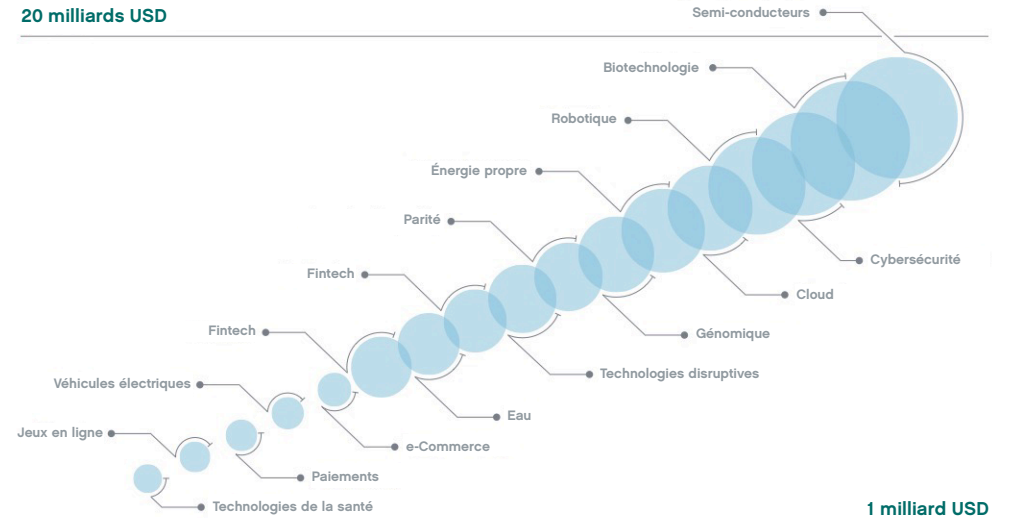 20 milliards USD
Semi-conducteurs
Biotechnologie
Robotique
Énergie propre
Parité
Cybersécurité
Fintech
Cloud
Fintech
Génomique
Technologies disruptives
Véhicules électriques
Eau
Jeux en ligne
e-Commerce
Paiements
Technologies de la santé
1 milliard USD